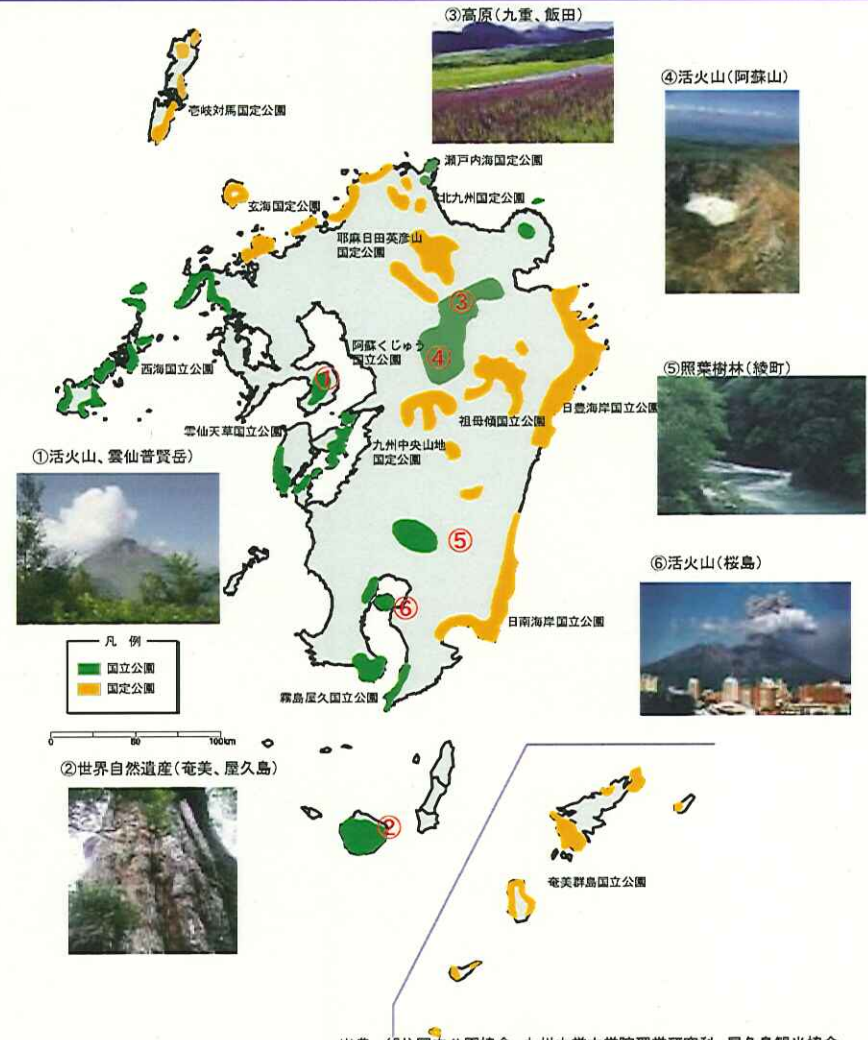 ③高原(九重、飯田)
④活火山(阿蘇山)
壱岐対馬国定公園
瀬戸内海国定公園
北九州国定公園
玄海国定公園
耶麻日田英彦山
国定公園
③
阿蘇くじゅう
国立公園
④
西海国立公園
①
⑤照葉樹林(綾町)
日豊海岸国立公園
祖母傾国立公園
雲仙天草国立公園
九州中央山地
国定公園
①活火山、雲仙普賢岳)
⑤
⑥活火山(桜島)
⑥
日南海岸国立公園
凡 例
国立公園
国定公園
霧島屋久国立公園
0 50 100km
②世界自然遺産(奄美、屋久島)
②
奄美群島国立公園